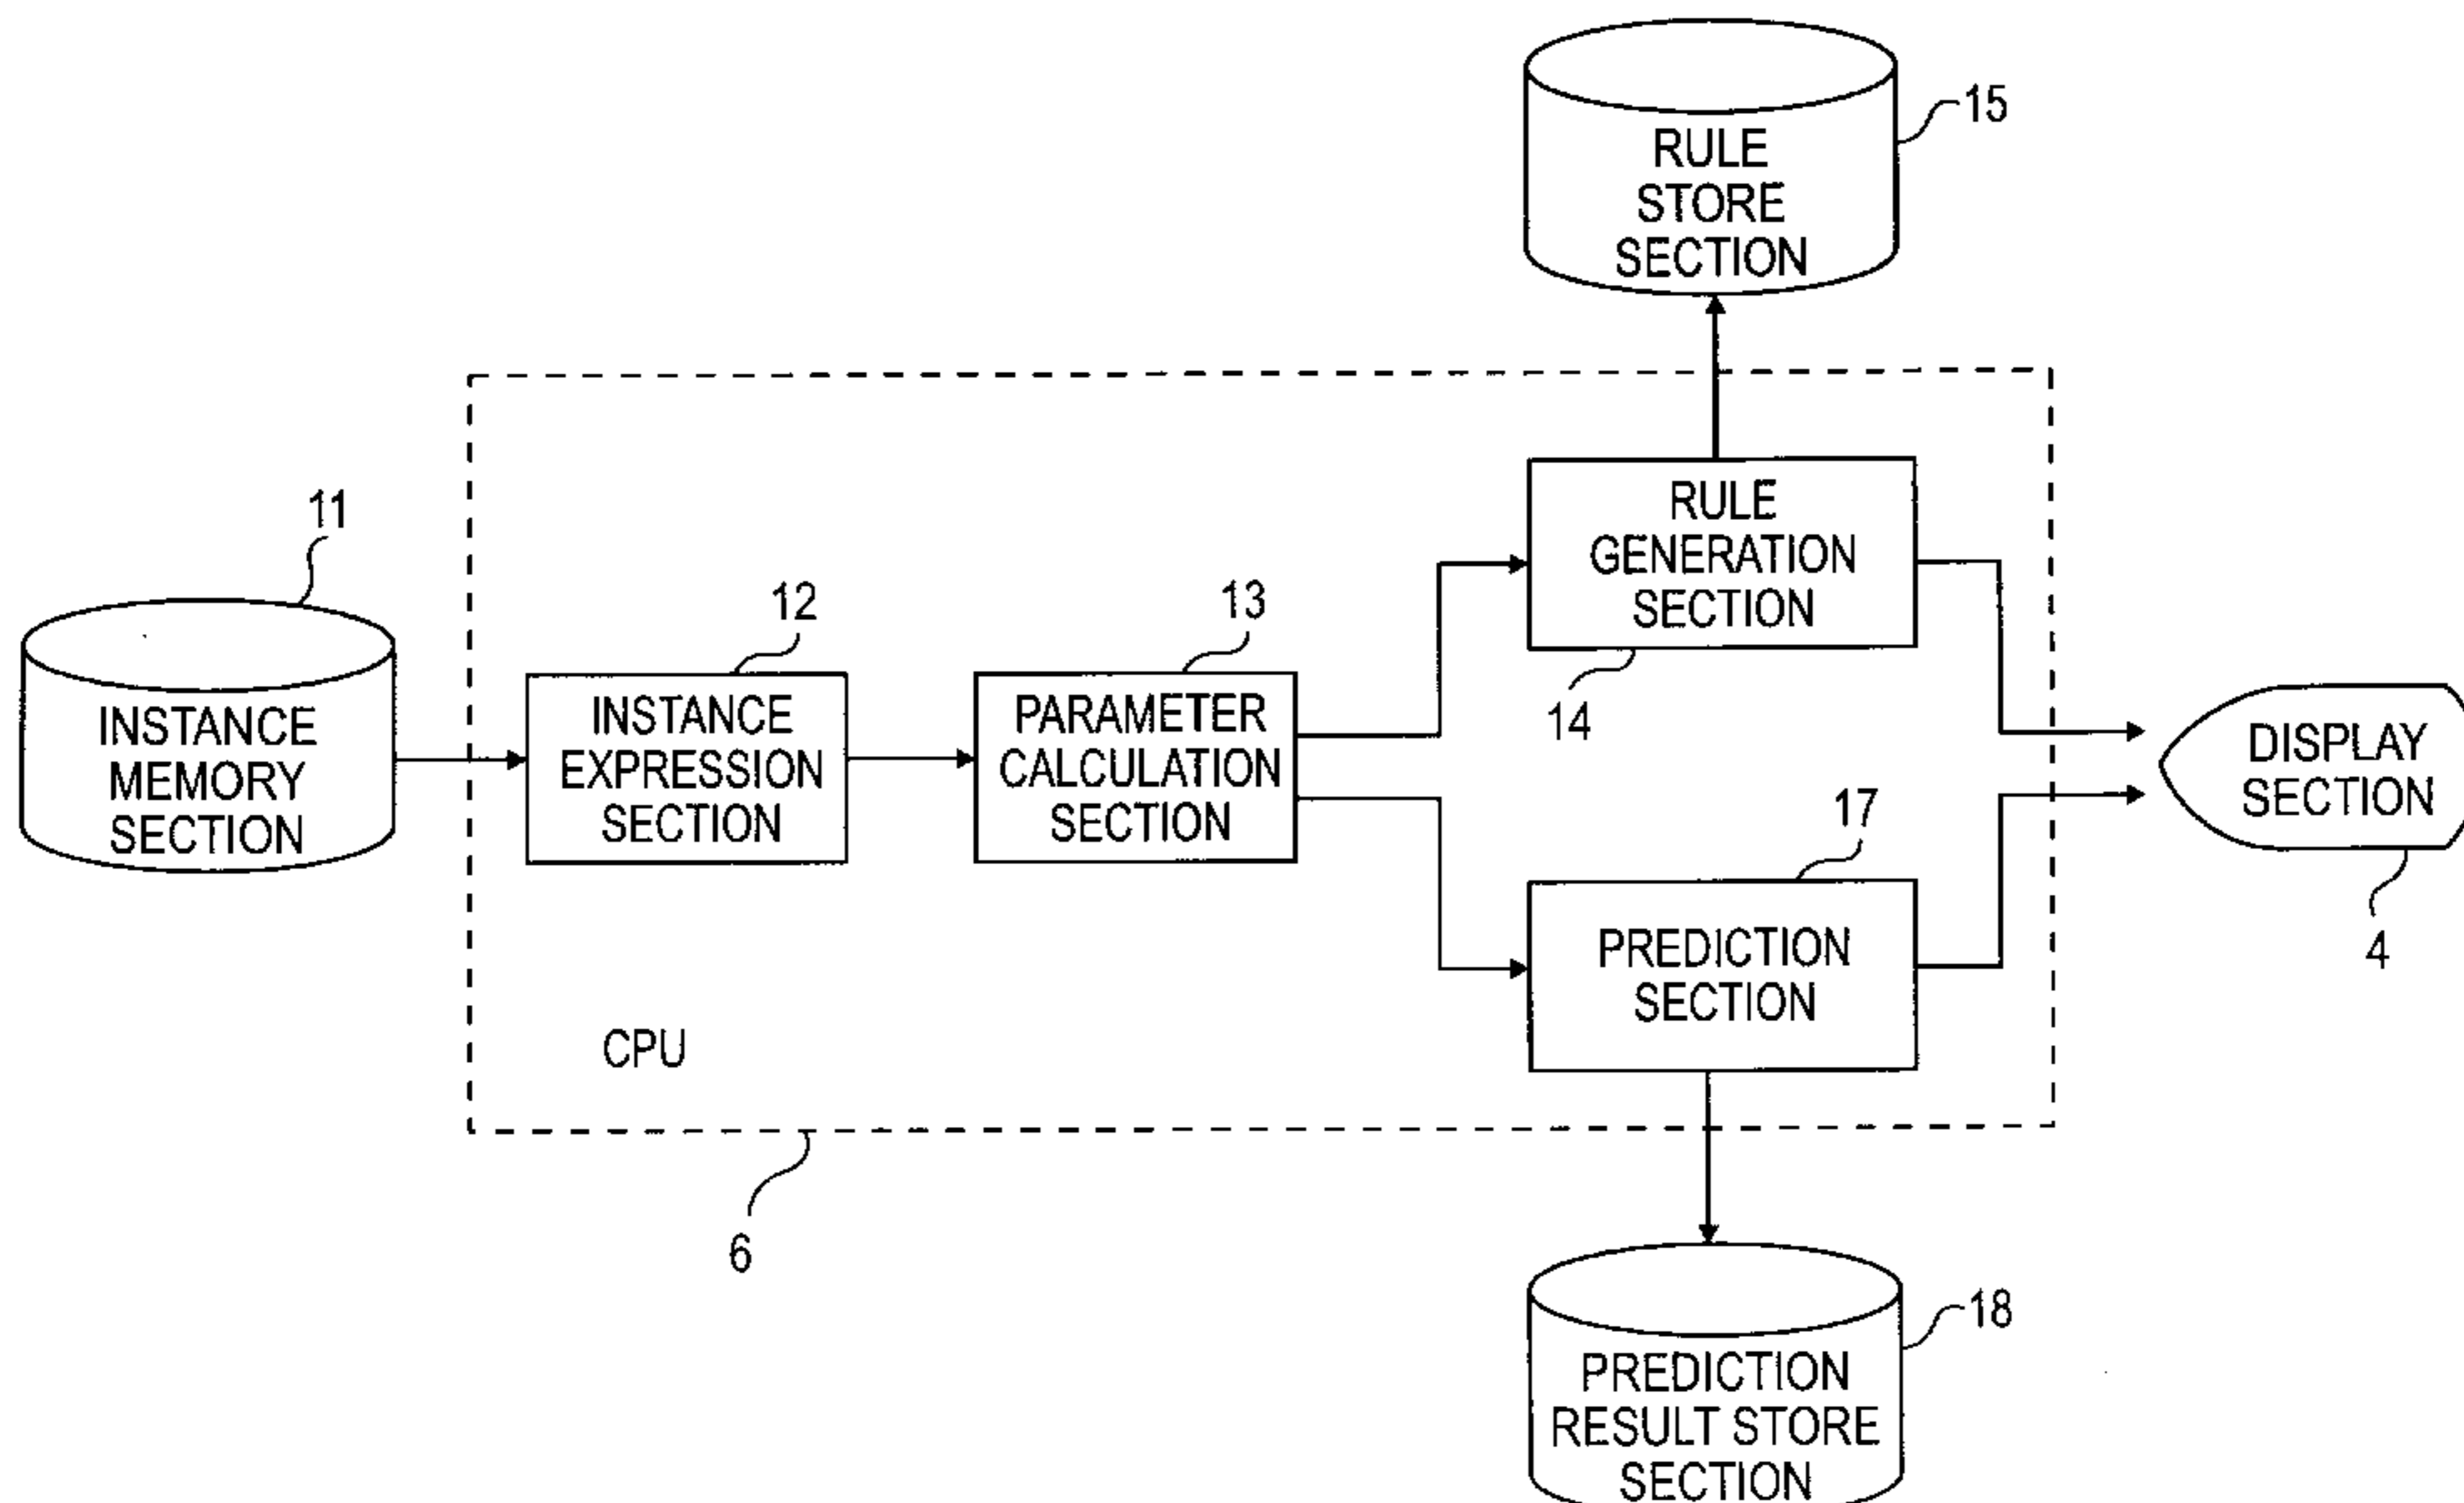 15
RULE
STORE
SECTION
11
INSTANCE
MEMORY
SECTION
12
INSTANCE
EXPRESSION
SECTION
13
PARAMETER
CALCULATION
SECTION
RULE
GENERATION
SECTION
14
17
PREDICTION
SECTION
DISPLAY
SECTION
4
CPU
6
18
PREDICTION
RESULT STORE
SECTION